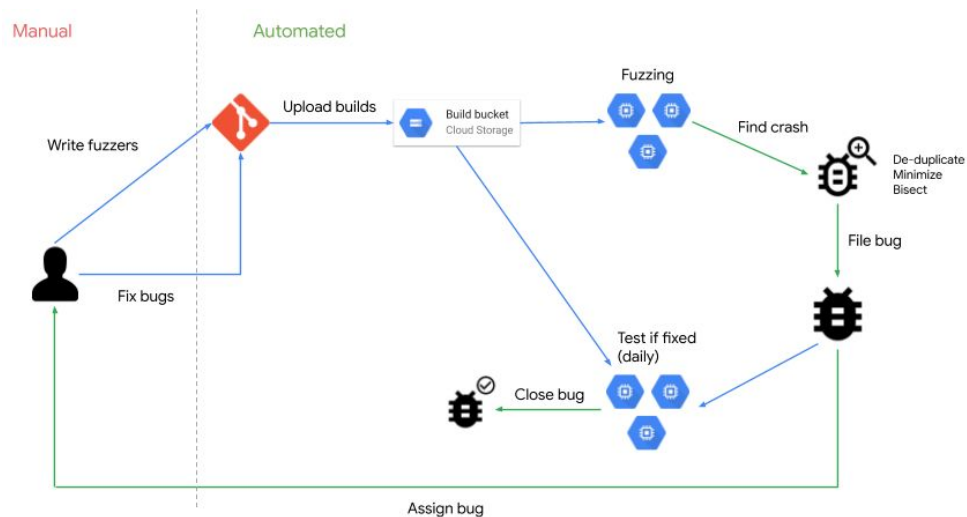 Manual
Automated
Fuzzing
Upload builds
Build bucket
Cloud Storage
Find crash
Write fuzzers
De-duplicate
Minimize
Bisect
File bug
Fix bugs
Test if fixed
(daily)
Close bug
Assign bug